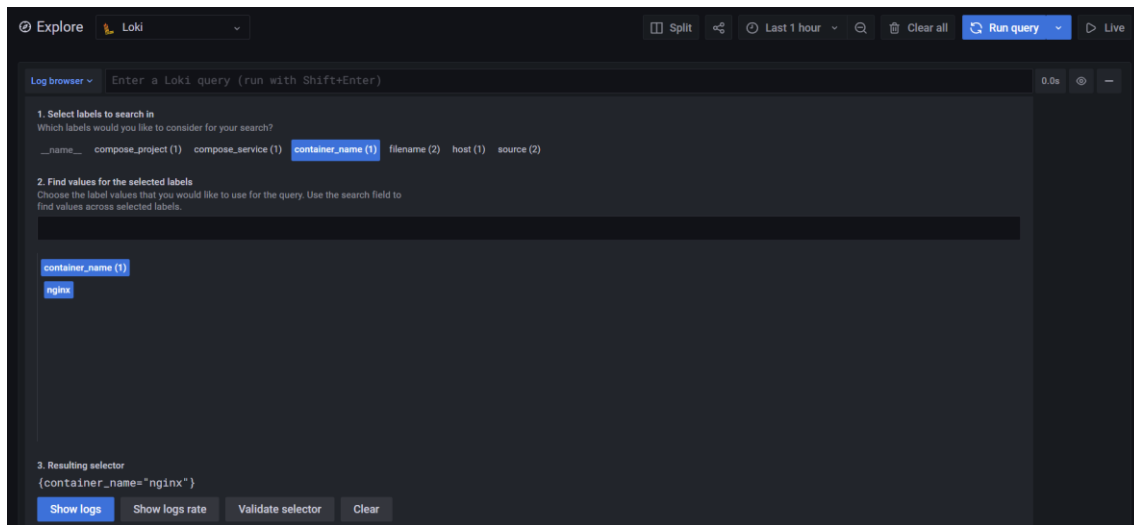 Explore Loki Split Last 1 hour Clear all Run query Live
Log browser Enter a Loki query (run with Shift+Enter) 0.0s
1. Select labels to search in
Which labels would you like to consider for your search?
__name__ compose_project (1) compose_service (1) container_name (1) filename (2) host (1) source (2)
2. Find values for the selected labels
Choose the label values that you would like to use for the query. Use the search field to
find values across selected labels.
container_name (1)
nginx
3. Resulting selector
{container_name="nginx"}
Show logs Show logs rate Validate selector Clear